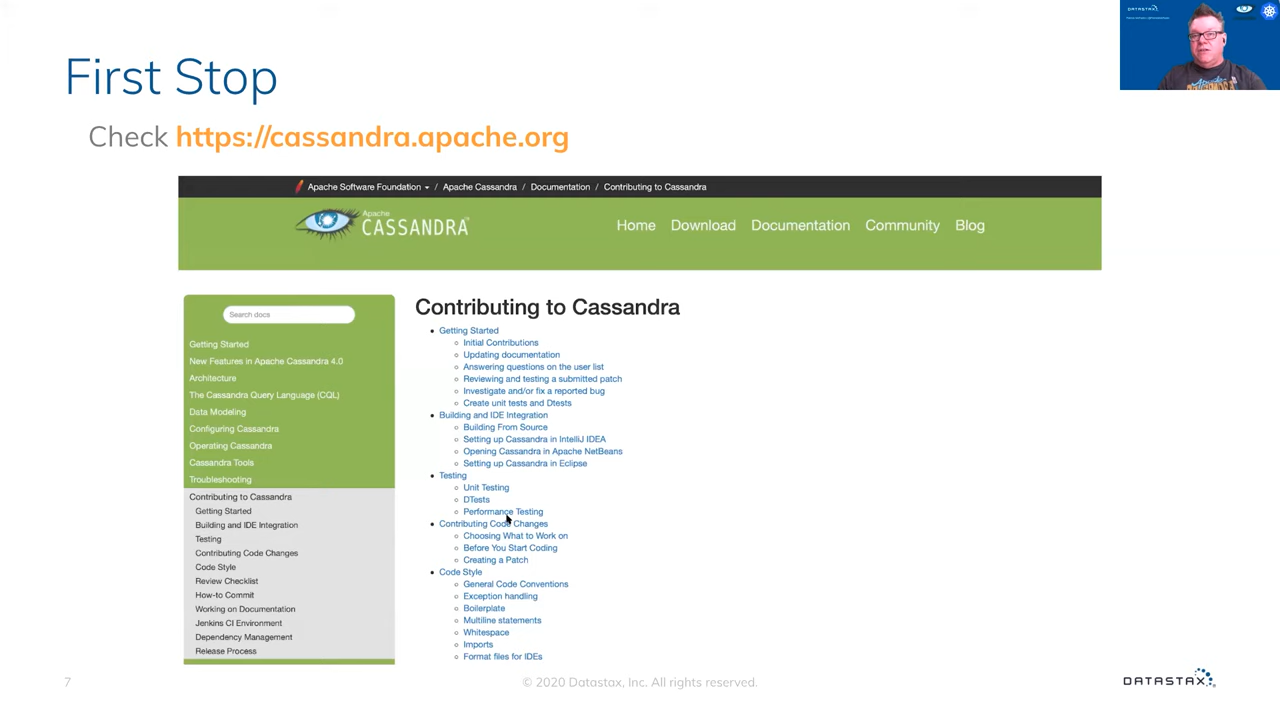 First Stop
Check https://cassandra.apache.org
Apache Software Foundation / Apache Cassandra / Documentation / Contributing to Cassandra
Apache
CASSANDRA
Home Download Documentation Community Blog
Search docs
Getting Started
New Features in Apache Cassandra 4.0
Architecture
The Cassandra Query Language (CQL)
Data Modeling
Configuring Cassandra
Operating Cassandra
Cassandra Tools
Troubleshooting
Contributing to Cassandra
Getting Started
Building and IDE Integration
Testing
Contributing Code Changes
Code Style
Review Checklist
How-to Commit
Working on Documentation
Jenkins CI Environment
Dependency Management
Release Process
Contributing to Cassandra
Getting Started
Initial Contributions
Updating documentation
Answering questions on the user list
Reviewing and testing a submitted patch
Investigate and/or fix a reported bug
Create unit tests and Dtests
Building and IDE Integration
Building From Source
Setting up Cassandra in IntelliJ IDEA
Opening Cassandra in Apache NetBeans
Setting up Cassandra in Eclipse
Testing
Unit Testing
DTests
Performance Testing
Contributing Code Changes
Choosing What to Work on
Before You Start Coding
Creating a Patch
Code Style
General Code Conventions
Exception handling
Boilerplate
Multiline statements
Whitespace
Imports
Format files for IDEs
7
© 2020 Datastax, Inc. All rights reserved.
DATASTAX
DATASTAX